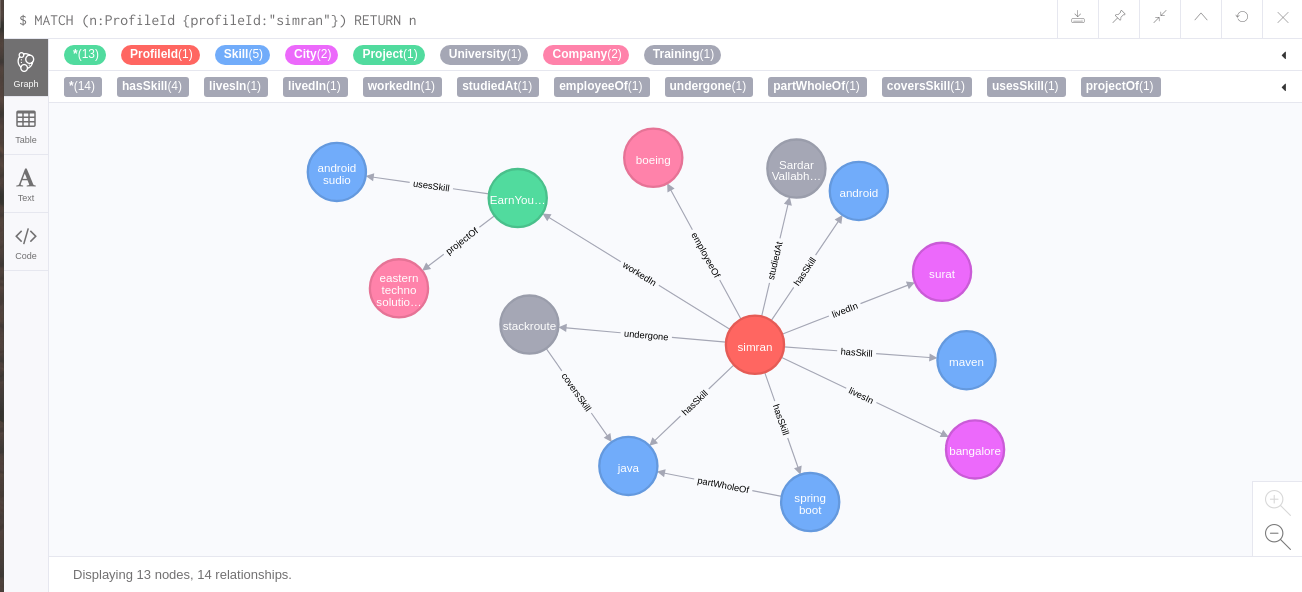 $ MATCH (n:ProfileId {profileId:"simran"}) RETURN n
*(13) ProfileId(1) Skill(5) City(2) Project(1) University(1) Company(2) Training(1)
*(14) hasSkill(4) livesIn(1) livedIn(1) workedIn(1) studiedAt(1) employeeOf(1) undergone(1) partWholeOf(1) coversSkill(1) usesSkill(1) projectOf(1)
Graph
Table
Text
Code
android
sudio
usesSkill
EarnYou...
projectOf
eastern
techno
solutio...
boeing
employeeOf
Sardar
Vallabh...
studiedAt
android
hasSkill
workedIn
surat
livedIn
stackroute
undergone
simran
hasSkill
maven
livesIn
bangalore
coversSkill
hasSkill
hasSkill
java
partWholeOf
spring
boot
Displaying 13 nodes, 14 relationships.